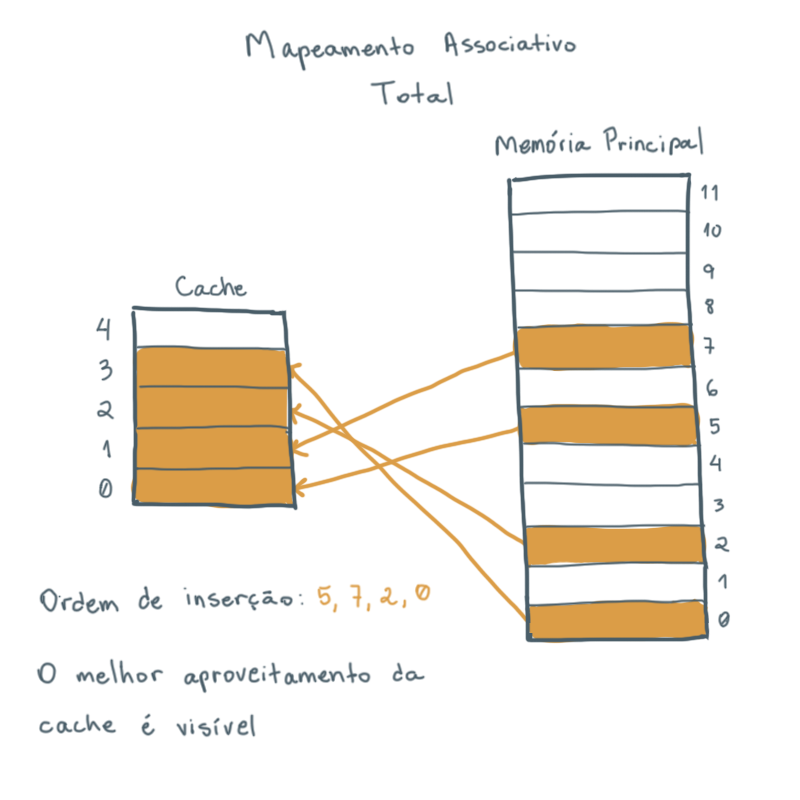 Mapeamento Associativo
Total
Memória Principal
11
10
9
8
7
6
5
4
3
2
1
0
Cache
4
3
2
1
0
Ordem de inserção: 5, 7, 2, 0
O melhor aproveitamento da
cache é visível